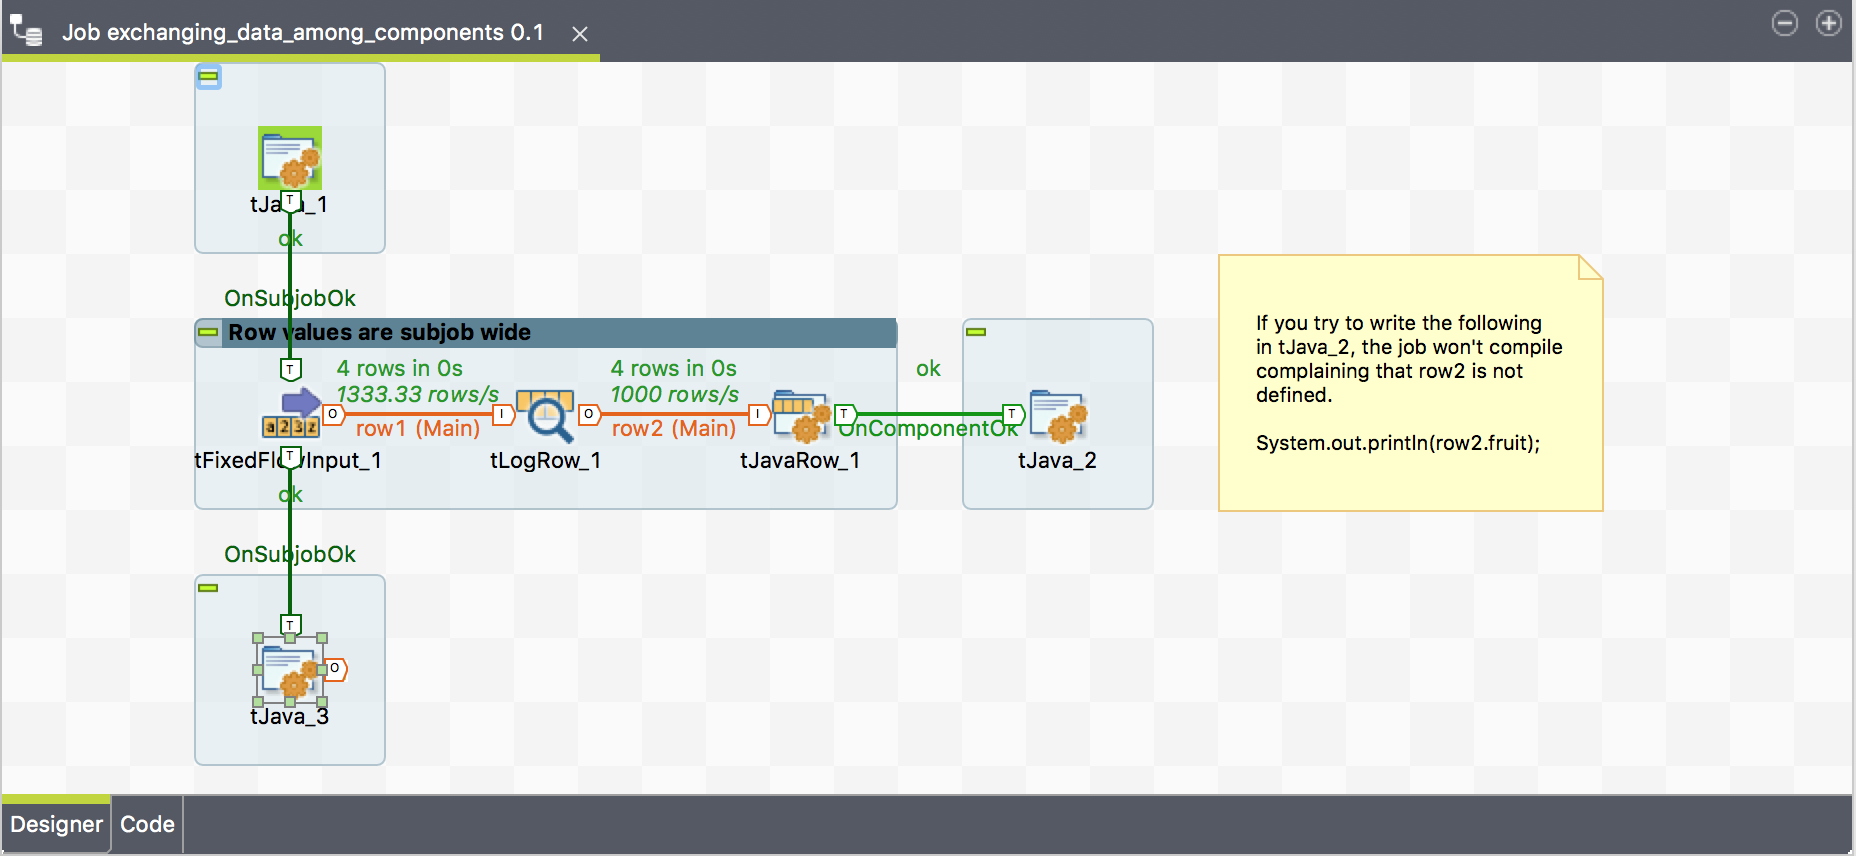 Job exchanging_data_among_components 0.1
T
tJava_1
ok
OnSubjobOk
Row values are subjob wide
T
4 rows in 0s
4 rows in 0s
ok
1333.33 rows/s
1000 rows/s
O
I
O
I
T
T
a 2 3 z
row1 (Main)
row2 (Main)
OnComponentOk
T
tFixedFlowInput_1
tLogRow_1
tJavaRow_1
tJava_2
ok
If you try to write the following
in tJava_2, the job won't compile
complaining that row2 is not
defined.
System.out.println(row2.fruit);
OnSubjobOk
T
O
tJava_3
Designer
Code